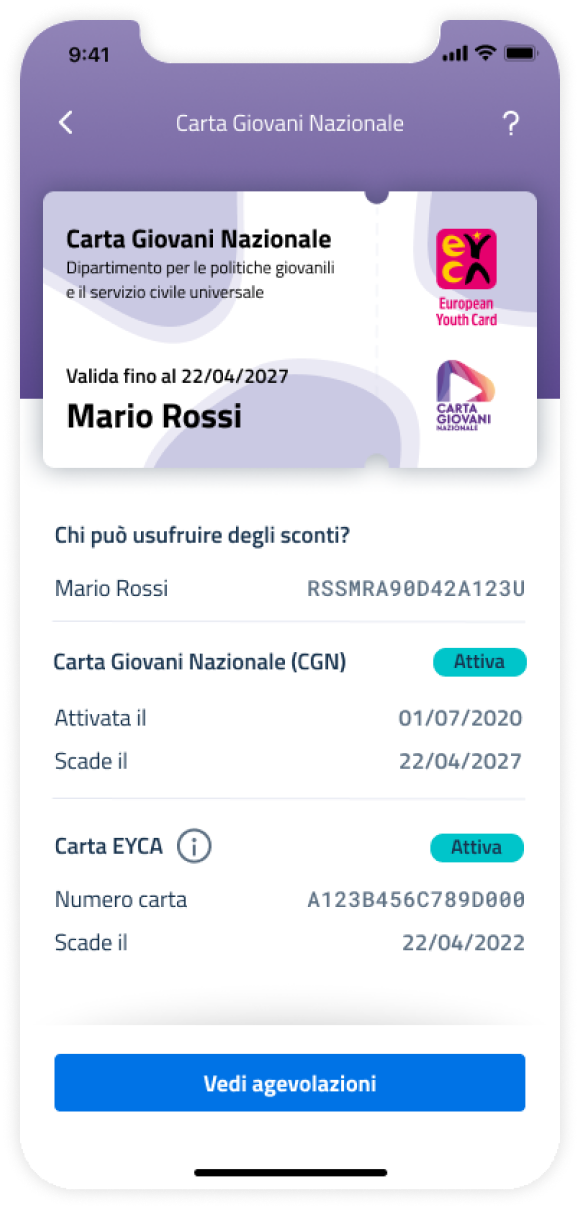 9:41
Carta Giovani Nazionale
?
Carta Giovani Nazionale
Dipartimento per le politiche giovanili
e il servizio civile universale
eyca
European
Youth Card
Valida fino al 22/04/2027
Mario Rossi
CARTA
GIOVANI
NAZIONALE
Chi può usufruire degli sconti?
Mario Rossi RSSMRA90D42A123U
Carta Giovani Nazionale (CGN) Attiva
Attivata il 01/07/2020
Scade il 22/04/2027
Carta EYCA i Attiva
Numero carta A123B456C789D000
Scade il 22/04/2022
Vedi agevolazioni